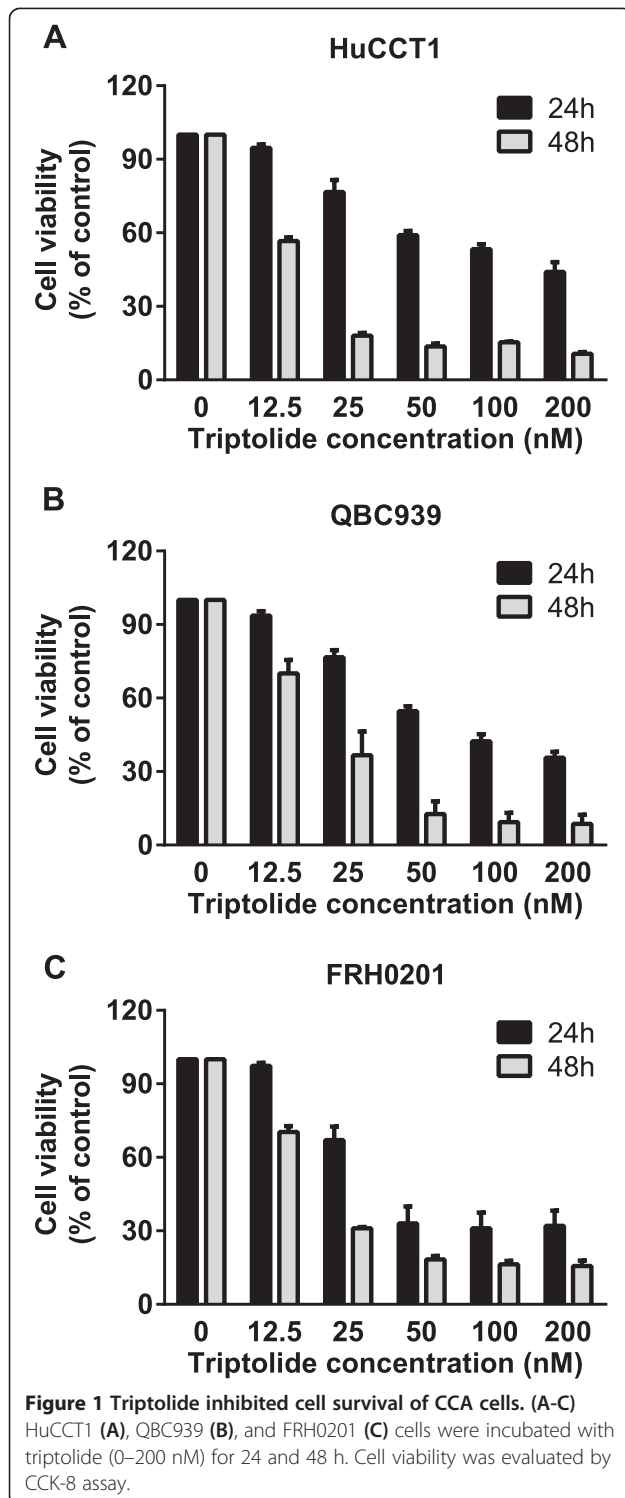 A
HuCCT1
120
90
60
30
0
Cell viability
(% of control)
24h
48h
0 12.5 25 50 100 200
Triptolide concentration (nM)
B
QBC939
120
90
60
30
0
Cell viability
(% of control)
24h
48h
0 12.5 25 50 100 200
Triptolide concentration (nM)
C
FRH0201
120
90
60
30
0
Cell viability
(% of control)
24h
48h
0 12.5 25 50 100 200
Triptolide concentration (nM)
Figure 1 Triptolide inhibited cell survival of CCA cells. (A-C)
HuCCT1 (A), QBC939 (B), and FRH0201 (C) cells were incubated with
triptolide (0–200 nM) for 24 and 48 h. Cell viability was evaluated by
CCK-8 assay.